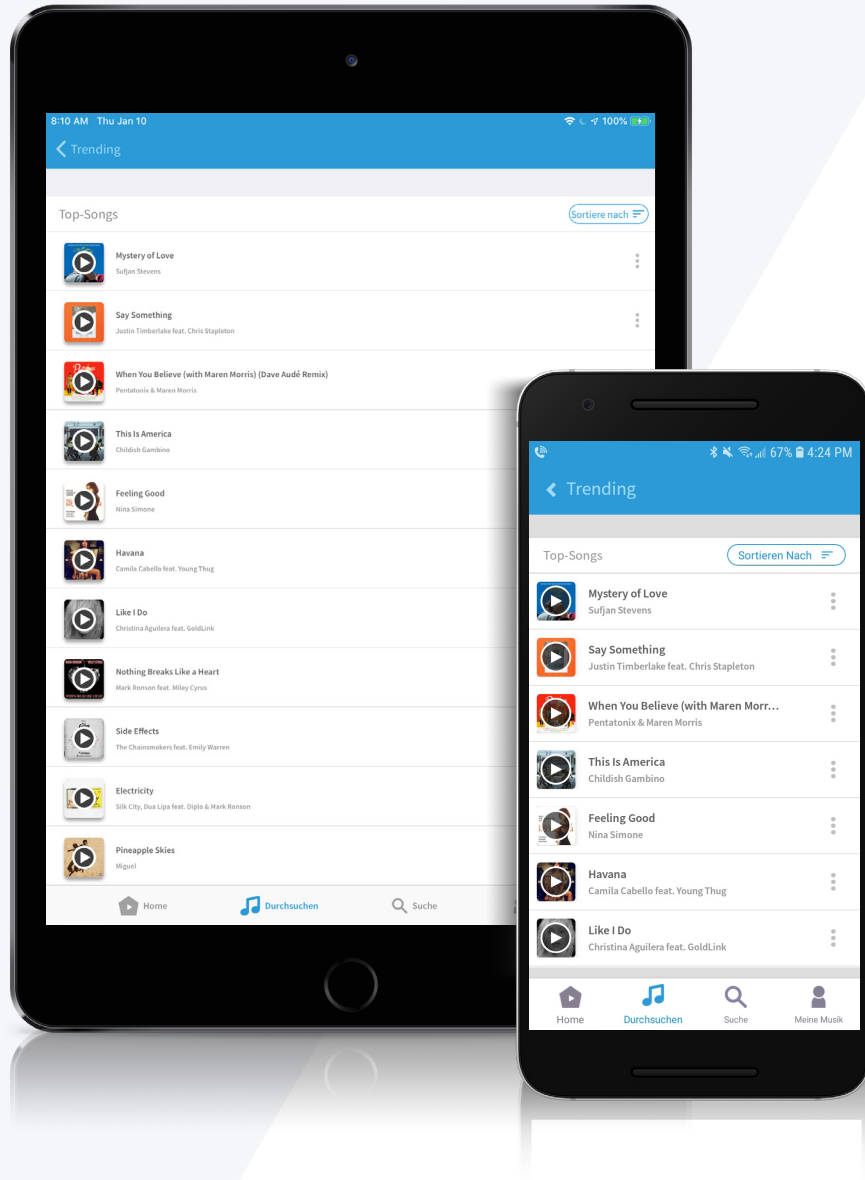 8:10 AM Thu Jan 10
100%
Trending
Top-Songs
Sortiere nach
Mystery of Love
Sufjan Stevens
Say Something
Justin Timberlake feat. Chris Stapleton
When You Believe (with Maren Morris) (Dave Audé Remix)
Pentatonix & Maren Morris
This Is America
Childish Gambino
Feeling Good
Nina Simone
Havana
Camila Cabello feat. Young Thug
Like I Do
Christina Aguilera feat. GoldLink
Nothing Breaks Like a Heart
Mark Ronson feat. Miley Cyrus
Side Effects
The Chainsmokers feat. Emily Warren
Electricity
Silk City, Dua Lipa feat. Diplo & Mark Ronson
Pineapple Skies
Miguel
Home
Durchsuchen
Suche
67% 4:24 PM
Trending
Top-Songs
Sortieren Nach
Mystery of Love
Sufjan Stevens
Say Something
Justin Timberlake feat. Chris Stapleton
When You Believe (with Maren Morr...
Pentatonix & Maren Morris
This Is America
Childish Gambino
Feeling Good
Nina Simone
Havana
Camila Cabello feat. Young Thug
Like I Do
Christina Aguilera feat. GoldLink
Home
Durchsuchen
Suche
Meine Musik